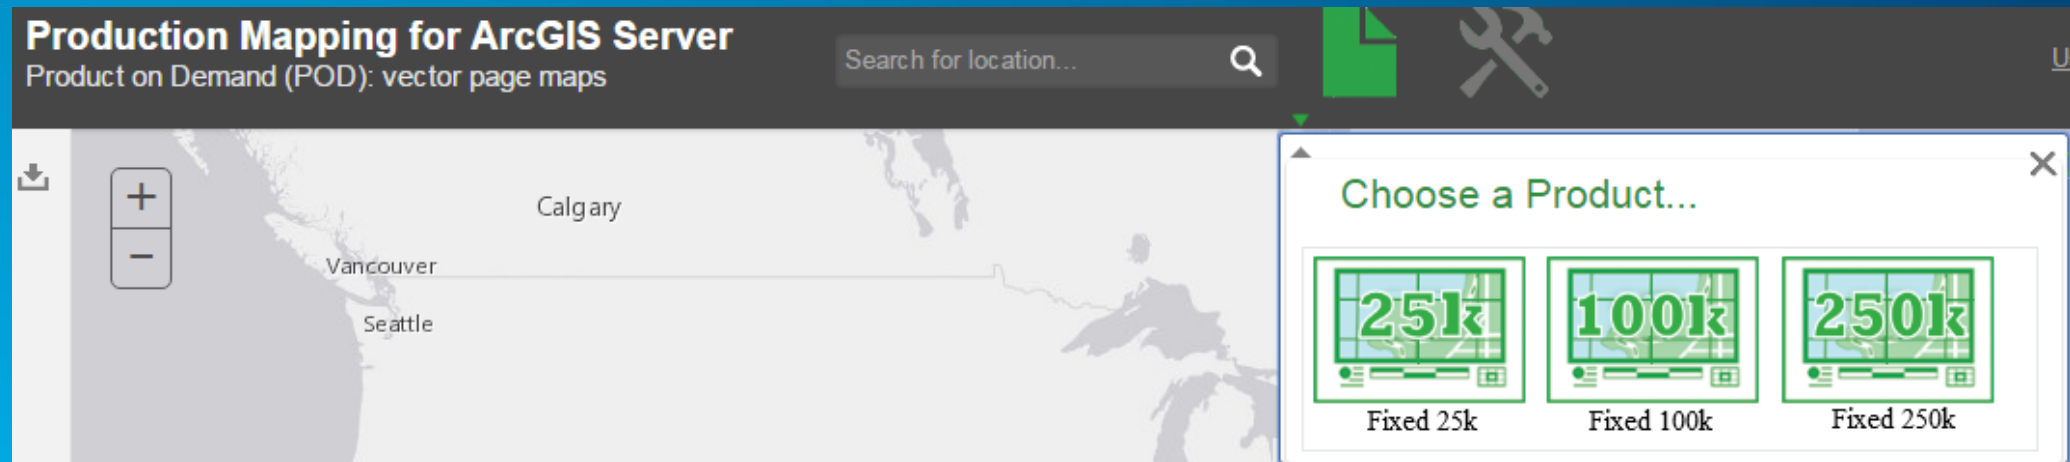 Production Mapping for ArcGIS Server
Product on Demand (POD): vector page maps
Search for location...
U
Calgary
Vancouver
Seattle
Choose a Product...
25k 100k 250k
Fixed 25k Fixed 100k Fixed 250k